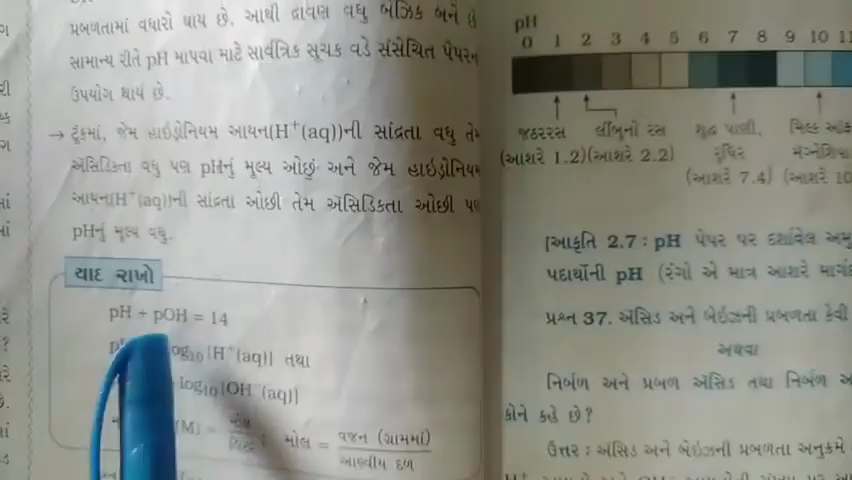 પ્રબળતામાં વધારો થાય છે. આથી દ્રાવણ વધુ બેઝિક બને છે
સામાન્ય રીતે pH માપવા માટે સાર્વત્રિક સૂચક વડે સંસેચિત પેપરન
ઉપયોગ થાય છે.
→ ટૂંકમાં, જેમ હાઇડ્રોનિયમ આયન(H⁺(aq))ની સાંદ્રતા વધુ તેમ
ઍસિડિકતા વધુ પણ pHનું મૂલ્ય ઓછું અને જેમ હાઇડ્રોનિયમ
આયન(H⁺(aq))ની સાંદ્રતા ઓછી તેમ ઍસિડિકતા ઓછી પણ
pHનું મૂલ્ય વધુ.
યાદ રાખો
pH + pOH = 14
log₁₀ [H⁺(aq)] તથા
- log₁₀[OH⁻(aq)]
(M) = મોલ
મોલ = વજન (ગ્રામમાં)
આણ્વીય દળ
pH
0 1 2 3 4 5 6 7 8 9 10 11
જઠરરસ લીંબુનો રસ શુદ્ધ પાણી, મિલ્ક ઑફ
(આશરે 1.2)(આશરે 2.2) રુધિર મૅગ્નેશિય
(આશરે 7.4) (આશરે 10
[આકૃતિ 2.7 : pH પેપર પર દર્શાવેલ અમુ
પદાર્થોની pH (રંગો એ માત્ર આશરે માર્ગદ
પ્રશ્ન 37. ઍસિડ અને બેઇઝની પ્રબળતા કેવી
અથવા
નિર્બળ અને પ્રબળ ઍસિડ તથા નિર્બળ અ
કોને કહે છે?
ઉત્તર : ઍસિડ અને બેઇઝની પ્રબળતા અનુક્રમે